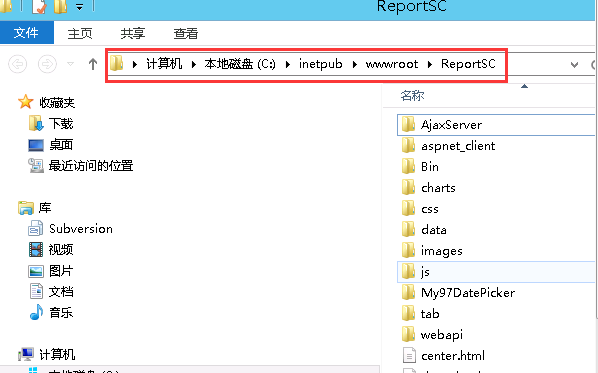 ReportSC
文件 主页 共享 查看
计算机 本地磁盘 (C:) inetpub wwwroot ReportSC
收藏夹
下载
桌面
最近访问的位置
库
Subversion
视频
图片
文档
音乐
计算机
名称
AjaxServer
aspnet_client
Bin
charts
css
data
images
js
My97DatePicker
tab
webapi
center.html